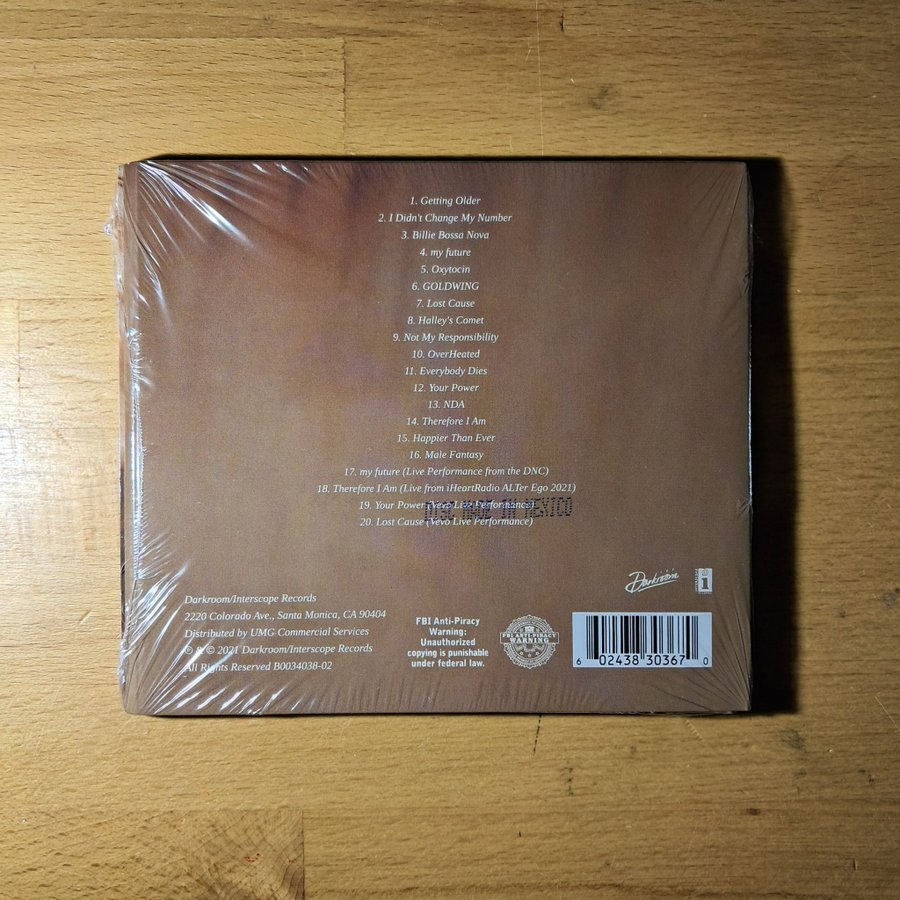 1. Getting Older
2. I Didn't Change My Number
3. Billie Bossa Nova
4. my future
5. Oxytocin
6. GOLDWING
7. Lost Cause
8. Halley's Comet
9. Not My Responsibility
10. OverHeated
11. Everybody Dies
12. Your Power
13. NDA
14. Therefore I Am
15. Happier Than Ever
16. Male Fantasy
17. my future (Live Performance from the DNC)
18. Therefore I Am (Live from iHeartRadio ALTer Ego 2021)
19. Your Power (Vevo Live Performance)
DISC MADE IN MEXICO
20. Lost Cause (Vevo Live Performance)
Darkroom
i
Darkroom/Interscope Records
2220 Colorado Ave., Santa Monica, CA 90404
Distributed by UMG Commercial Services
℗ & © 2021 Darkroom/Interscope Records
All Rights Reserved B0034038-02
FBI Anti-Piracy
Warning:
Unauthorized
copying is punishable
under federal law.
FBI ANTI-PIRACY
WARNING
6 02438 30367 0